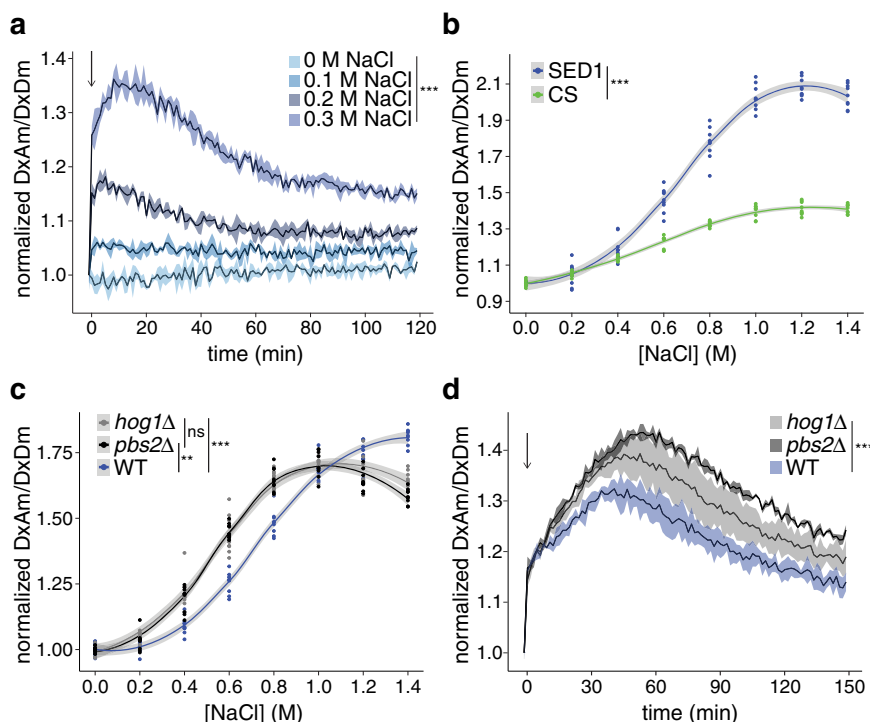 a
normalized DxAm/DxDm
1.4
1.3
1.2
1.1
1.0
0 M NaCl
0.1 M NaCl
0.2 M NaCl
0.3 M NaCl
***
0 20 40 60 80 100 120
time (min)
b
normalized DxAm/DxDm
2.1
1.9
1.7
1.5
1.3
1.1
0.9
SED1
CS
***
0.0 0.2 0.4 0.6 0.8 1.0 1.2 1.4
[NaCl] (M)
c
normalized DxAm/DxDm
1.75
1.50
1.25
1.00
hog1Δ
pbs2Δ
WT
ns
**
***
0.0 0.2 0.4 0.6 0.8 1.0 1.2 1.4
[NaCl] (M)
d
normalized DxAm/DxDm
1.4
1.3
1.2
1.1
1.0
hog1Δ
pbs2Δ
WT
***
0 30 60 90 120 150
time (min)